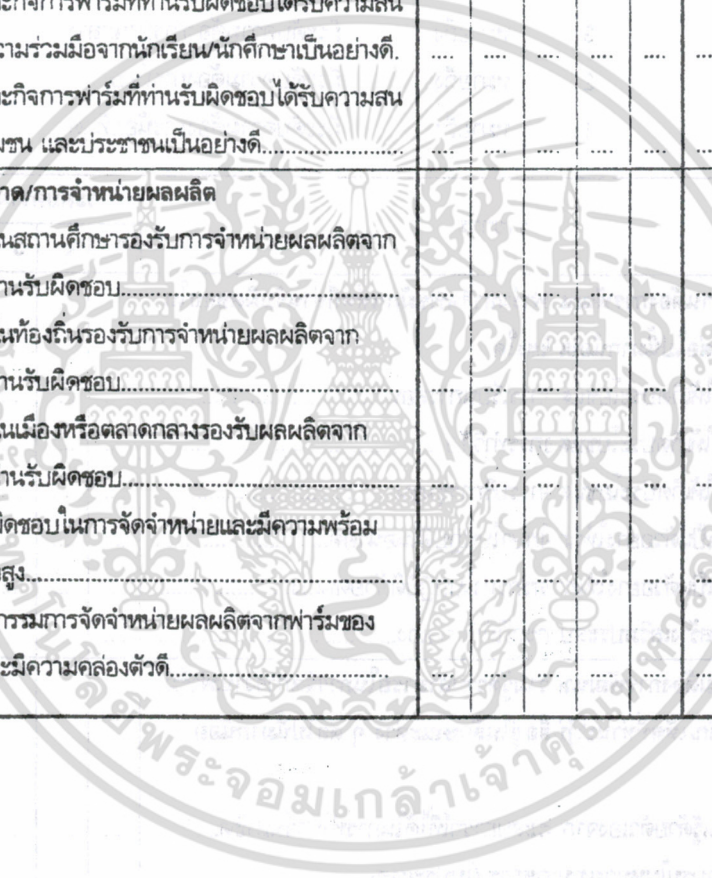 ะกิจการฟาร์มที่ท่านรับผิดชอบได้รับความสน
ามร่วมมือจากนักเรียน/นักศึกษาเป็นอย่างดี.
ะกิจการฟาร์มที่ท่านรับผิดชอบได้รับความสน
มชน และประชาชนเป็นอย่างดี
าด/การจำหน่ายผลผลิต
นสถานศึกษารองรับการจำหน่ายผลผลิตจาก
านรับผิดชอบ
นท้องถิ่นรองรับการจำหน่ายผลผลิตจาก
านรับผิดชอบ
นเมืองหรือตลาดกลางรองรับผลผลิตจาก
านรับผิดชอบ
ผิดชอบในการจัดจำหน่ายและมีความพร้อม
สูง
กรรมการจัดจำหน่ายผลผลิตจากฟาร์มของ
ะมีความคล่องตัวดี
ระจอมเกล้าเจ้าคุณทหาร